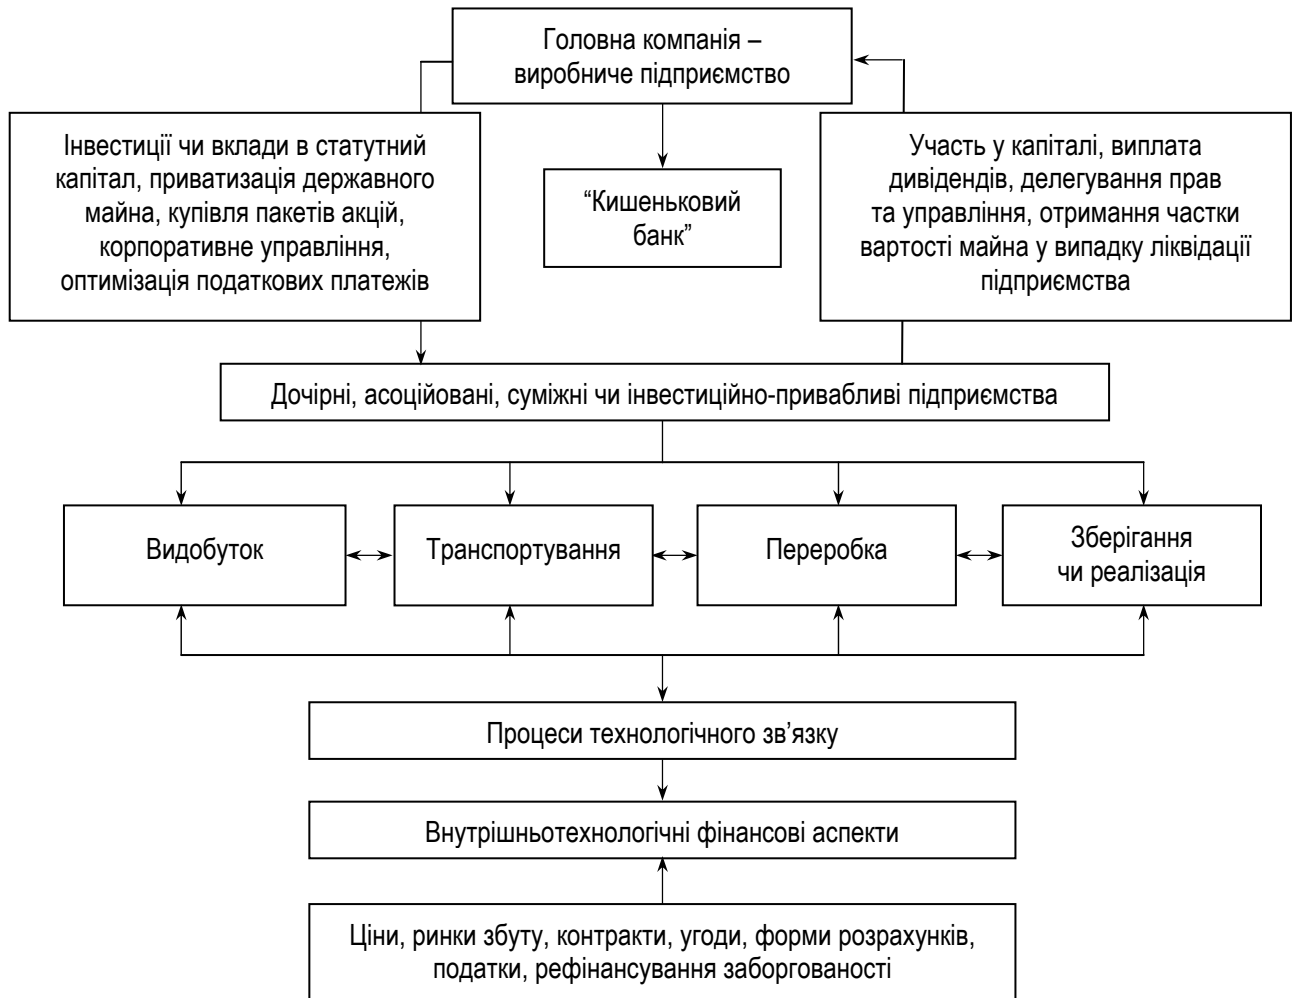 Головна компанія –
виробниче підприємство
Інвестиції чи вклади в статутний
капітал, приватизація державного
майна, купівля пакетів акцій,
корпоративне управління,
оптимізація податкових платежів
“Кишеньковий
банк”
Участь у капіталі, виплата
дивідендів, делегування прав
та управління, отримання частки
вартості майна у випадку ліквідації
підприємства
Дочірні, асоційовані, суміжні чи інвестиційно-привабливі підприємства
Видобуток
Транспортування
Переробка
Зберігання
чи реалізація
Процеси технологічного зв’язку
Внутрішньотехнологічні фінансові аспекти
Ціни, ринки збуту, контракти, угоди, форми розрахунків,
податки, рефінансування заборгованості